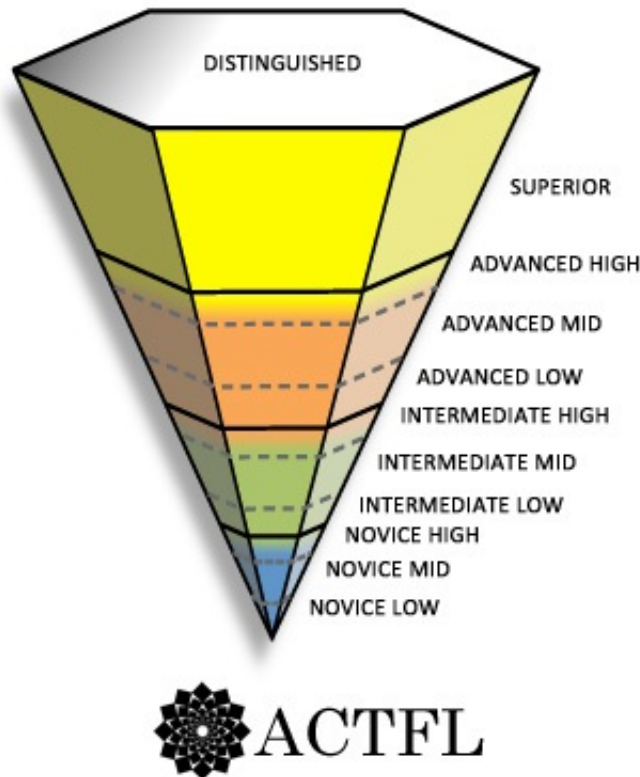 DISTINGUISHED
SUPERIOR
ADVANCED HIGH
ADVANCED MID
ADVANCED LOW
INTERMEDIATE HIGH
INTERMEDIATE MID
INTERMEDIATE LOW
NOVICE HIGH
NOVICE MID
NOVICE LOW
ACTFL